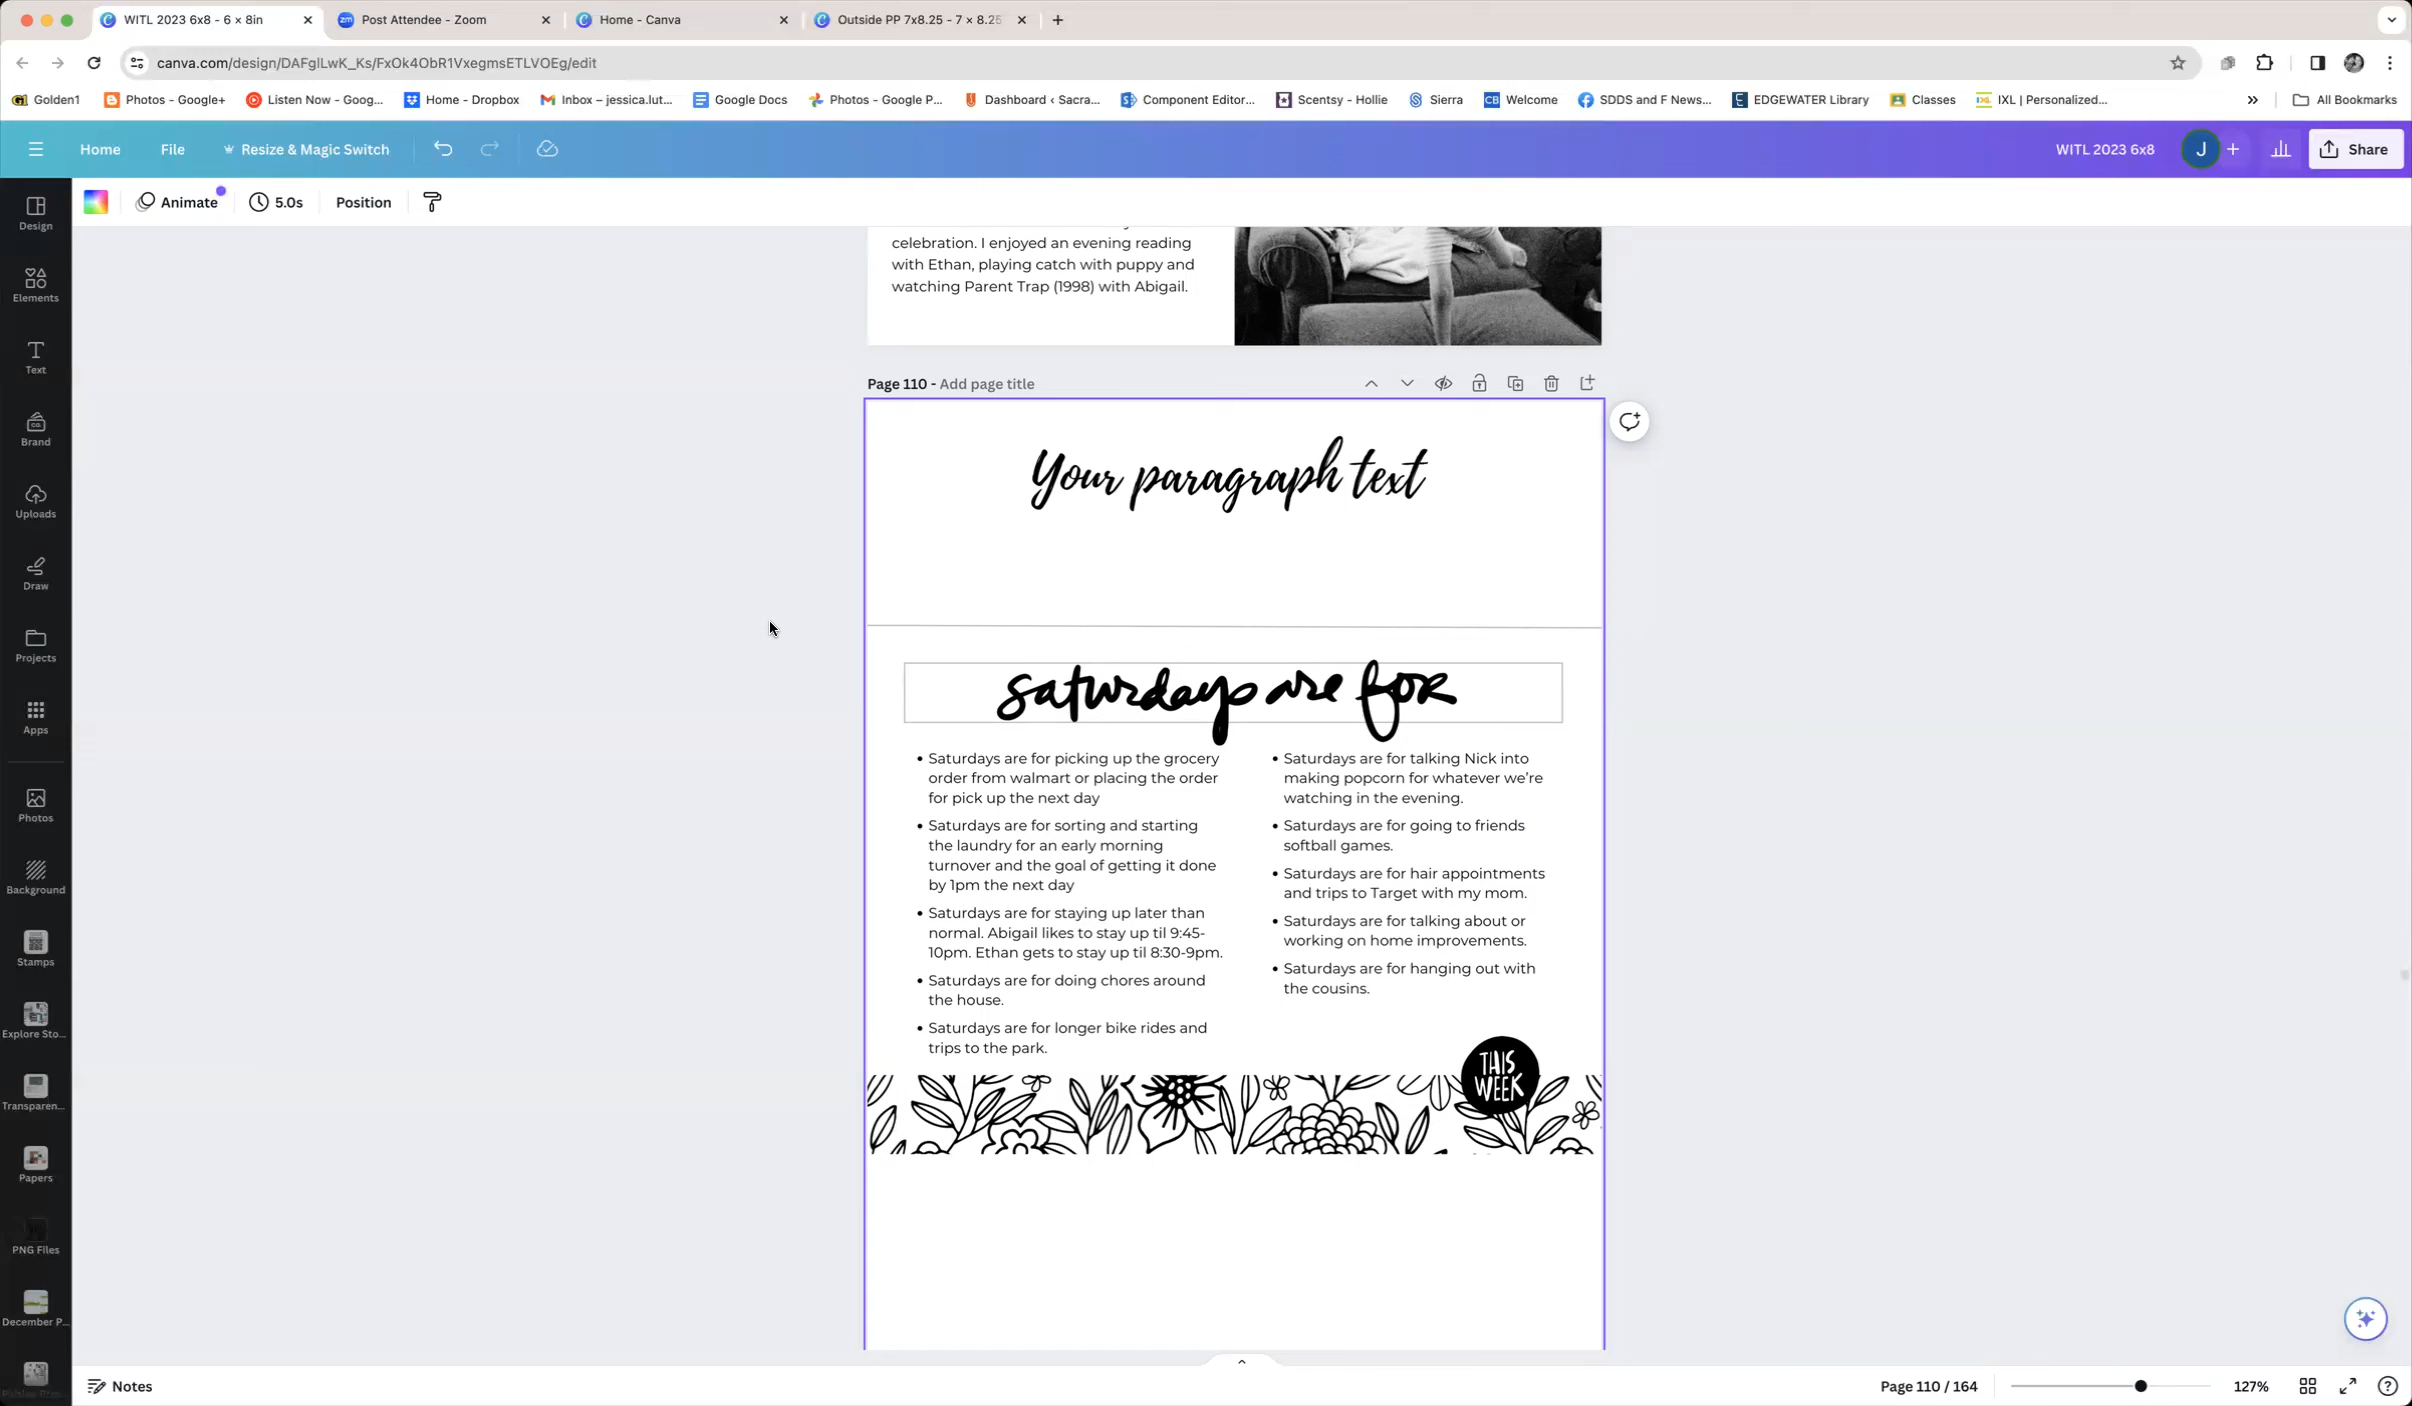 WITL 2023 6x8 - 6 × 8in
Post Attendee - Zoom
Home - Canva
Outside PP 7x8.25 - 7 × 8.25
canva.com/design/DAFglLwK_Ks/FxOk4ObR1VxegmsETLVOEg/edit
Golden1
Photos - Google+
Listen Now - Goog...
Home - Dropbox
Inbox – jessica.lut...
Google Docs
Photos - Google P...
Dashboard ‹ Sacra...
Component Editor...
Scentsy - Hollie
Sierra
Welcome
SDDS and F News...
EDGEWATER Library
Classes
IXL | Personalized...
All Bookmarks
Home
File
Resize & Magic Switch
WITL 2023 6x8
J
Share
Animate
5.0s
Position
Design
Elements
Text
Brand
Uploads
Draw
Projects
Apps
Photos
Background
Stamps
Explore Sto...
Transparen...
Papers
PNG Files
December P...
celebration. I enjoyed an evening reading
with Ethan, playing catch with puppy and
watching Parent Trap (1998) with Abigail.
Page 110 - Add page title
Your paragraph text
saturdays are for
• Saturdays are for picking up the grocery
order from walmart or placing the order
for pick up the next day
• Saturdays are for sorting and starting
the laundry for an early morning
turnover and the goal of getting it done
by 1pm the next day
• Saturdays are for staying up later than
normal. Abigail likes to stay up til 9:45-
10pm. Ethan gets to stay up til 8:30-9pm.
• Saturdays are for doing chores around
the house.
• Saturdays are for longer bike rides and
trips to the park.
• Saturdays are for talking Nick into
making popcorn for whatever we're
watching in the evening.
• Saturdays are for going to friends
softball games.
• Saturdays are for hair appointments
and trips to Target with my mom.
• Saturdays are for talking about or
working on home improvements.
• Saturdays are for hanging out with
the cousins.
THIS
WEEK
Notes
Page 110 / 164
127%